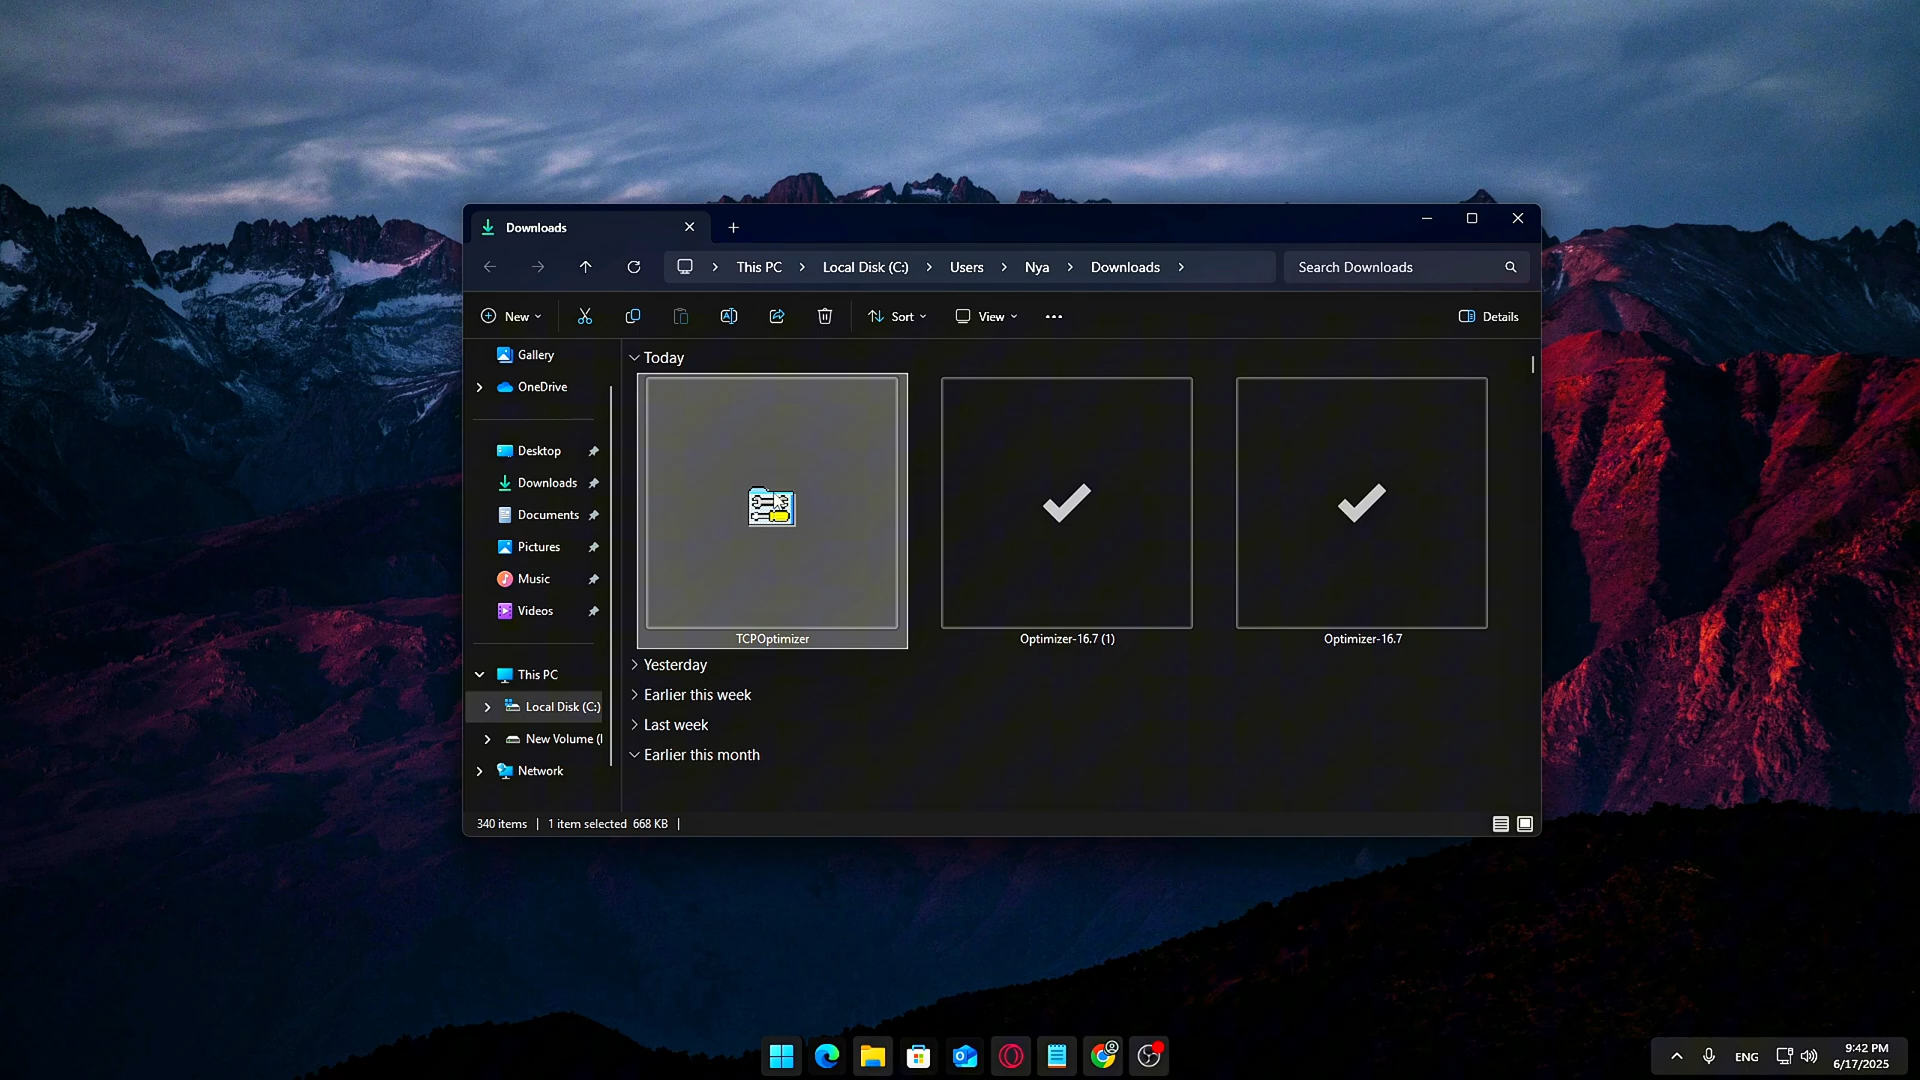 Downloads
This PC
Local Disk (C:)
Users
Nya
Downloads
Search Downloads
New
Sort
View
Details
Gallery
OneDrive
Desktop
Downloads
Documents
Pictures
Music
Videos
This PC
Local Disk (C:)
New Volume (
Network
Today
TCPOptimizer
Optimizer-16.7 (1)
Optimizer-16.7
Yesterday
Earlier this week
Last week
Earlier this month
340 items
1 item selected 668 KB
ENG
9:42 PM
6/17/2025